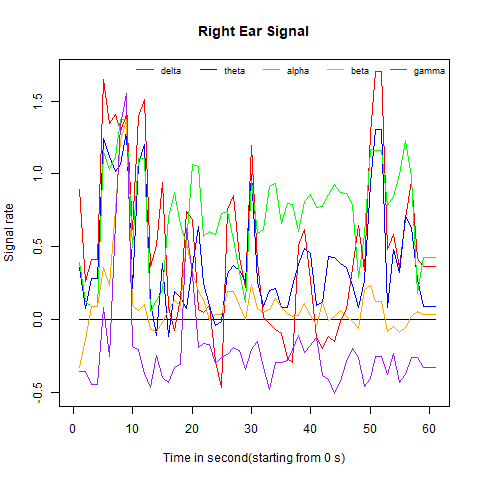 Right Ear Signal
delta theta alpha beta gamma
Signal rate
1.5
1.0
0.5
0.0
-0.5
0 10 20 30 40 50 60
Time in second(starting from 0 s)